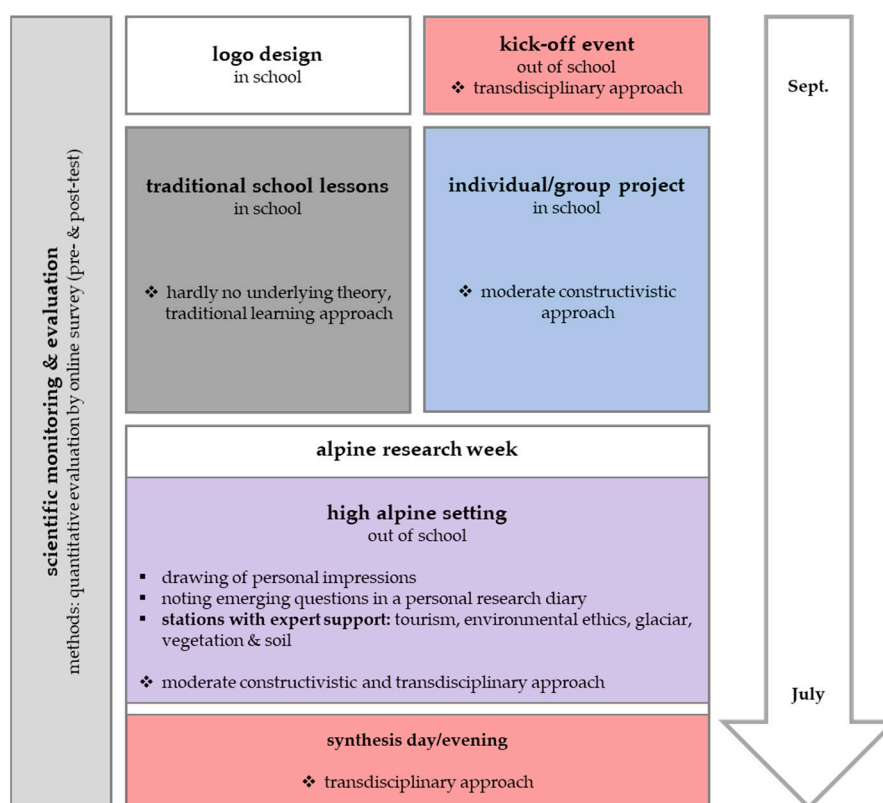 scientific monitoring & evaluation
methods: quantitative evaluation by online survey (pre- & post-test)
logo design
in school
kick-off event
out of school
❖ transdisciplinary approach
Sept.
traditional school lessons
in school
❖ hardly no underlying theory,
traditional learning approach
individual/group project
in school
❖ moderate constructivistic
approach
alpine research week
high alpine setting
out of school
▪ drawing of personal impressions
▪ noting emerging questions in a personal research diary
▪ stations with expert support: tourism, environmental ethics, glaciar,
vegetation & soil
❖ moderate constructivistic and transdisciplinary approach
July
synthesis day/evening
❖ transdisciplinary approach